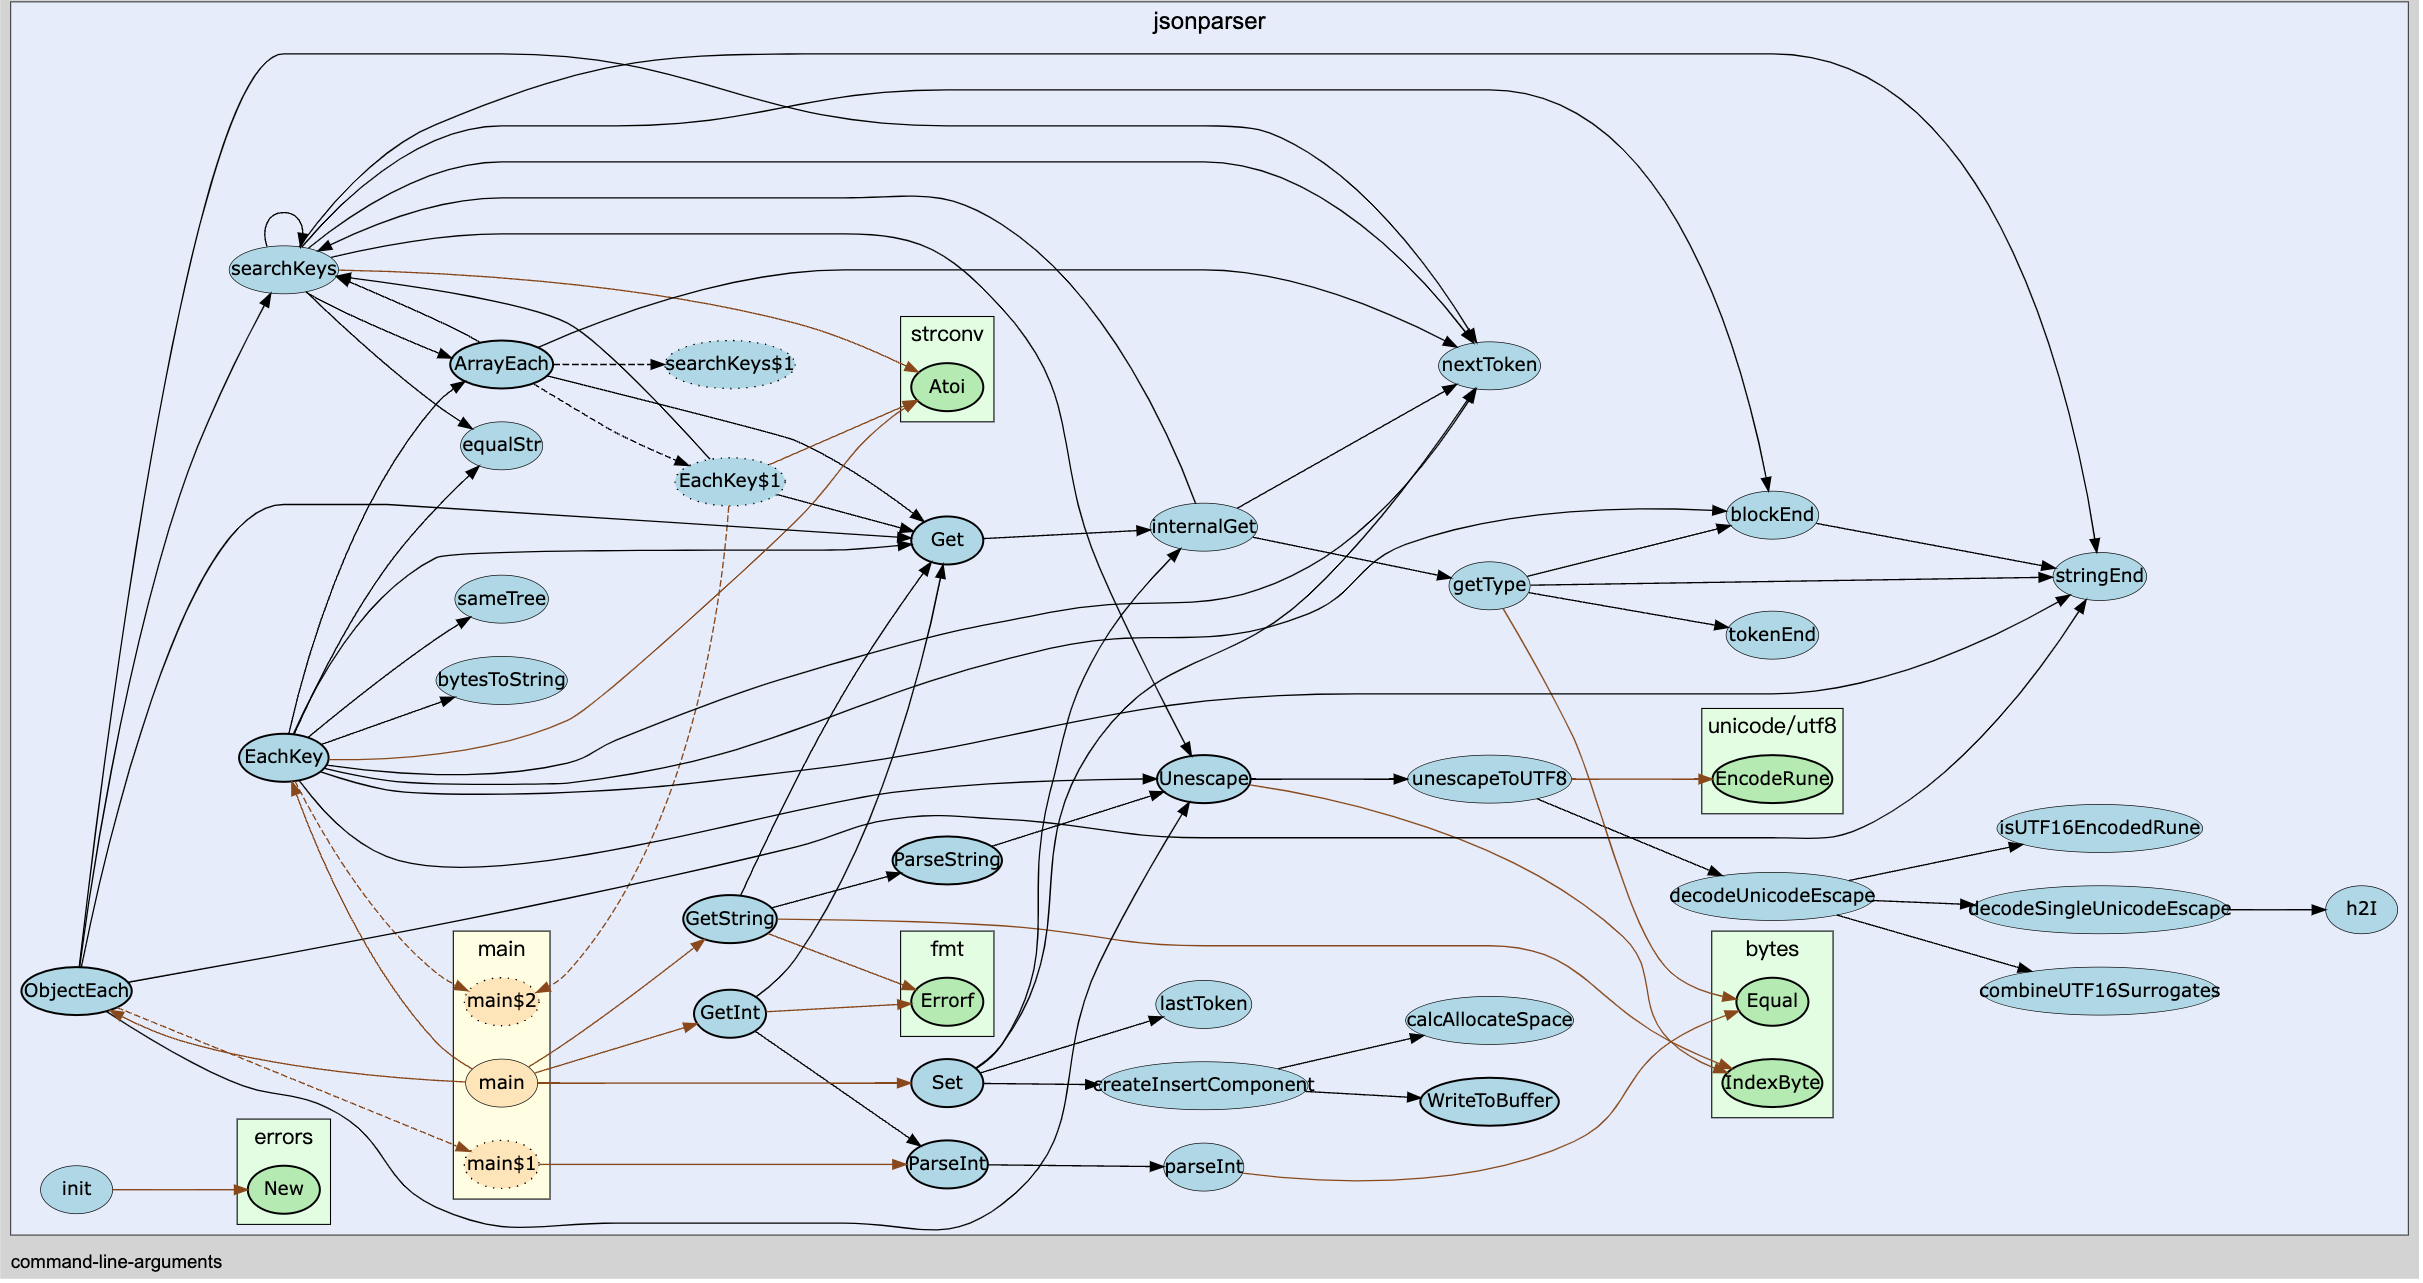 jsonparser
searchKeys
ArrayEach
searchKeys$1
strconv
Atoi
nextToken
equalStr
EachKey$1
Get
internalGet
blockEnd
stringEnd
getType
sameTree
tokenEnd
bytesToString
EachKey
Unescape
unescapeToUTF8
unicode/utf8
EncodeRune
isUTF16EncodedRune
ParseString
decodeUnicodeEscape
decodeSingleUnicodeEscape
h2I
GetString
ObjectEach
main
main$2
main
main$1
GetInt
fmt
Errorf
lastToken
calcAllocateSpace
bytes
Equal
IndexByte
combineUTF16Surrogates
Set
createInsertComponent
WriteToBuffer
errors
init
New
ParseInt
parseInt
command-line-arguments